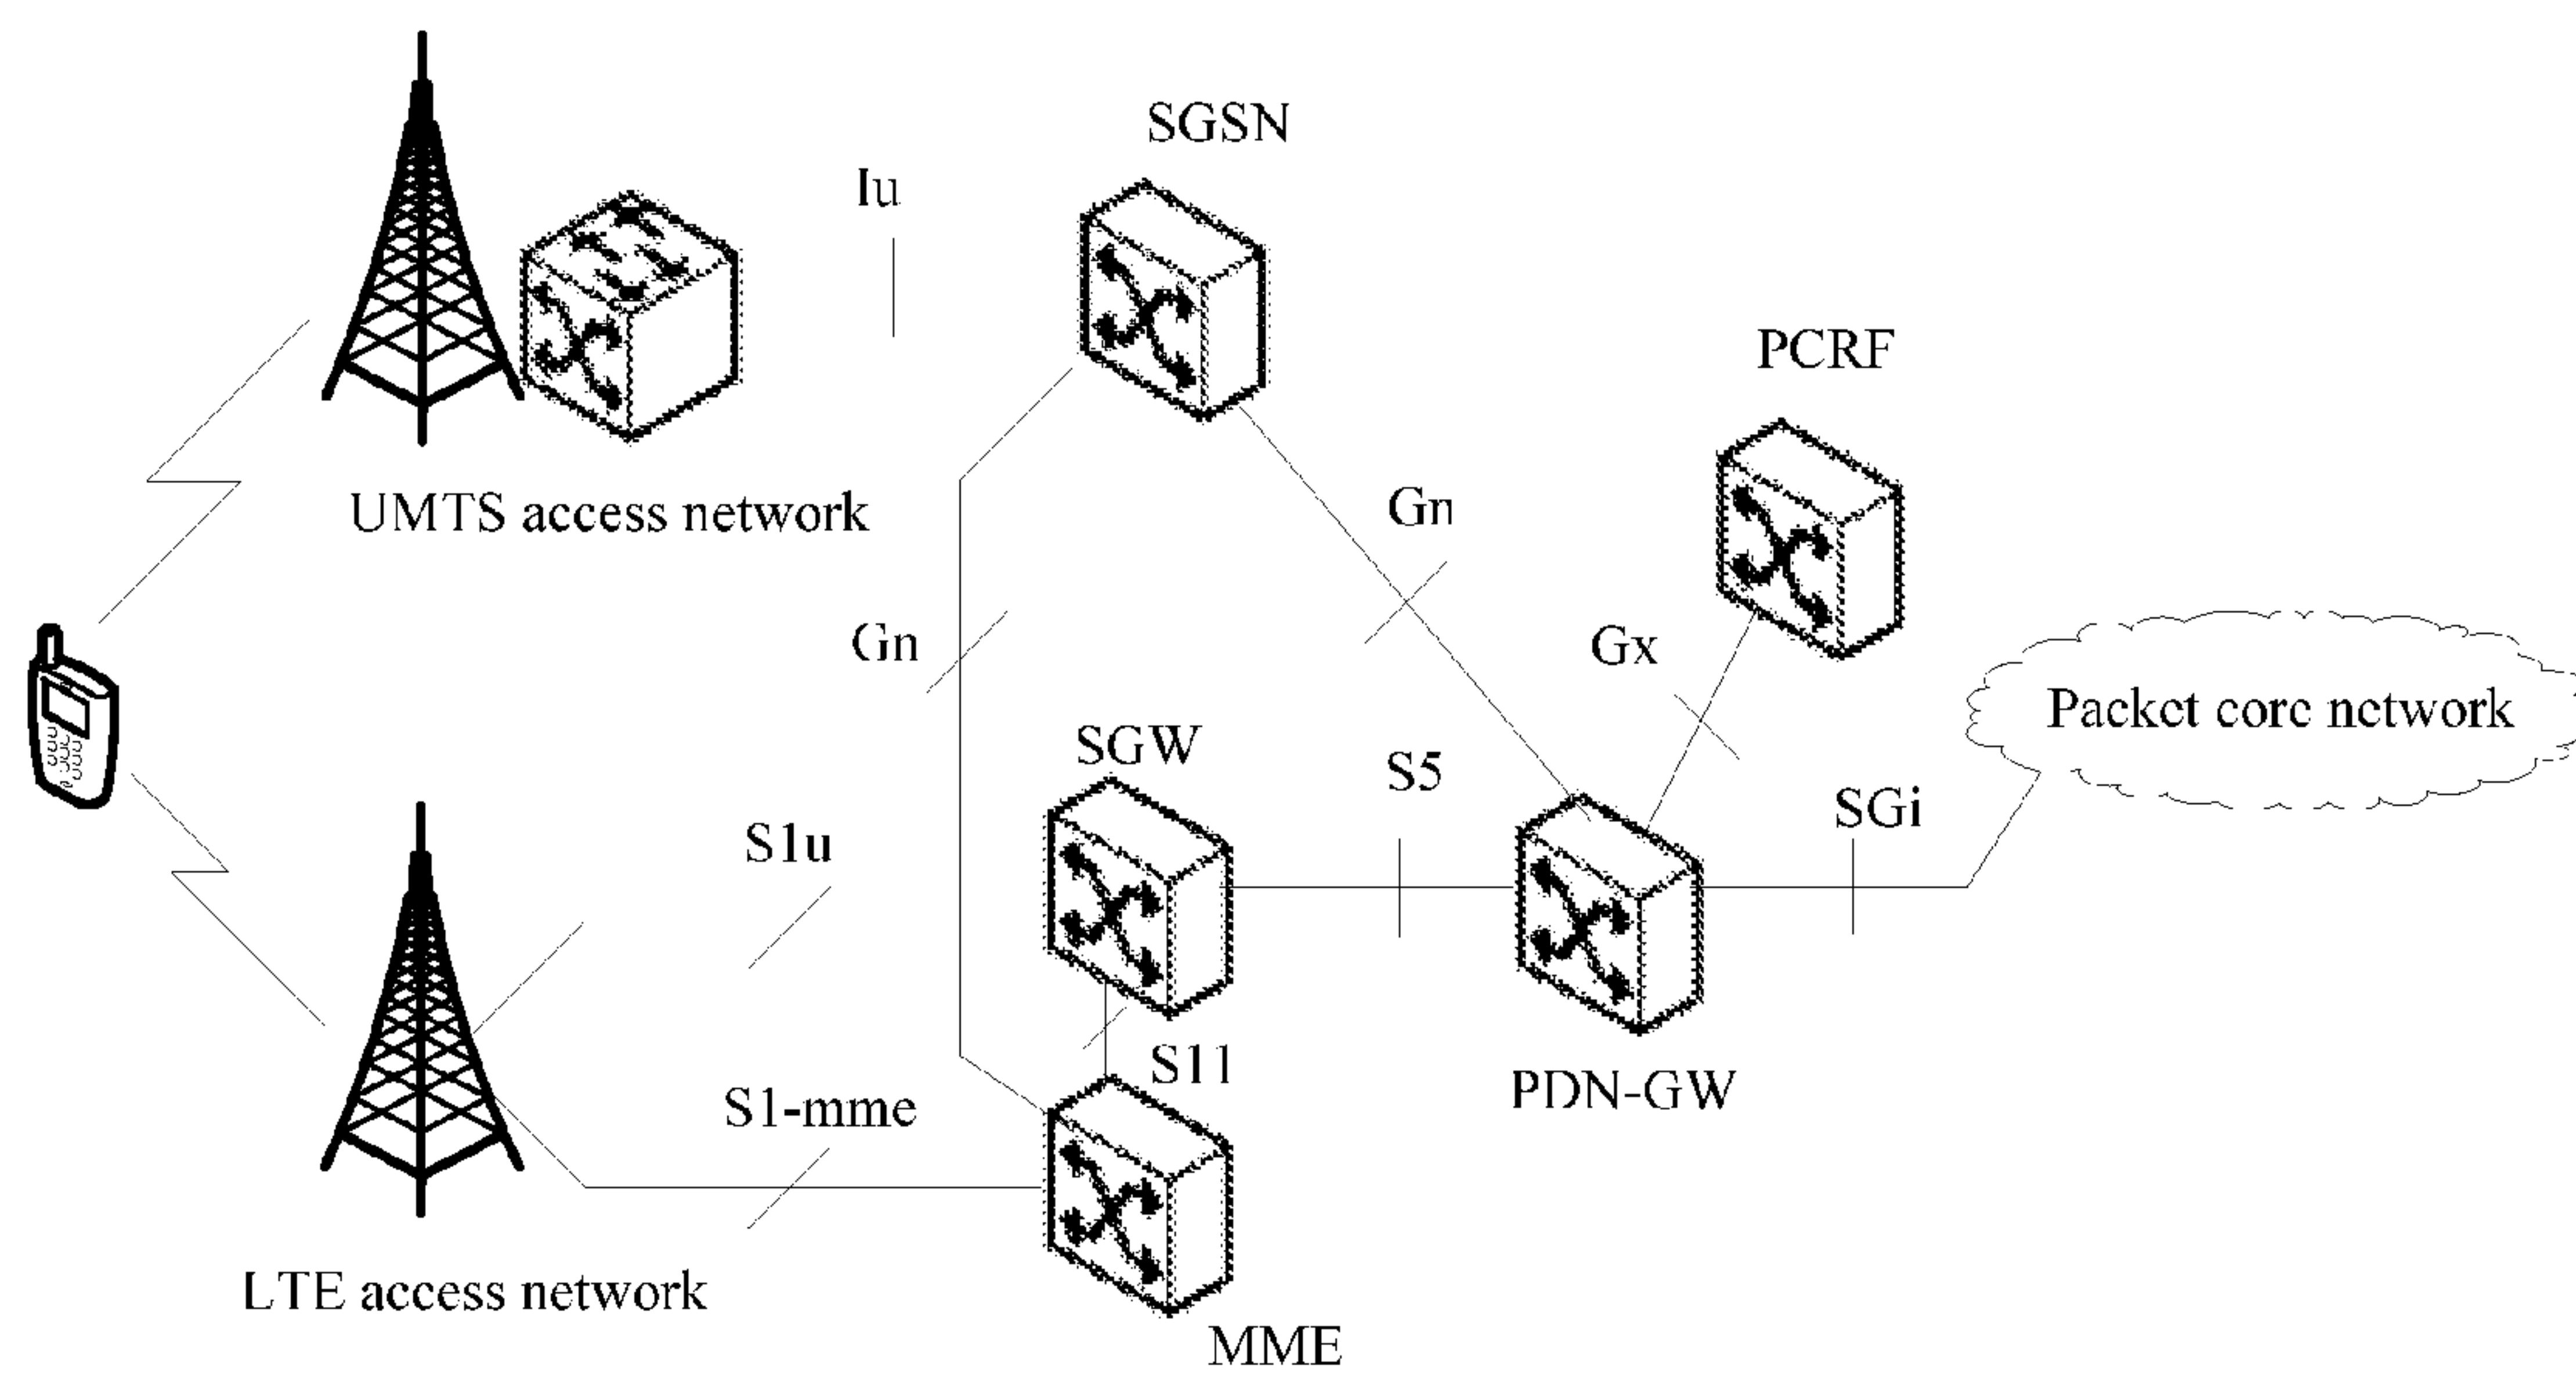 SGSN
Iu
PCRF
UMTS access network
Gn
Gn
Gx
Packet core network
SGW
S5
SGi
S1u
S11
PDN-GW
S1-mme
LTE access network
MME